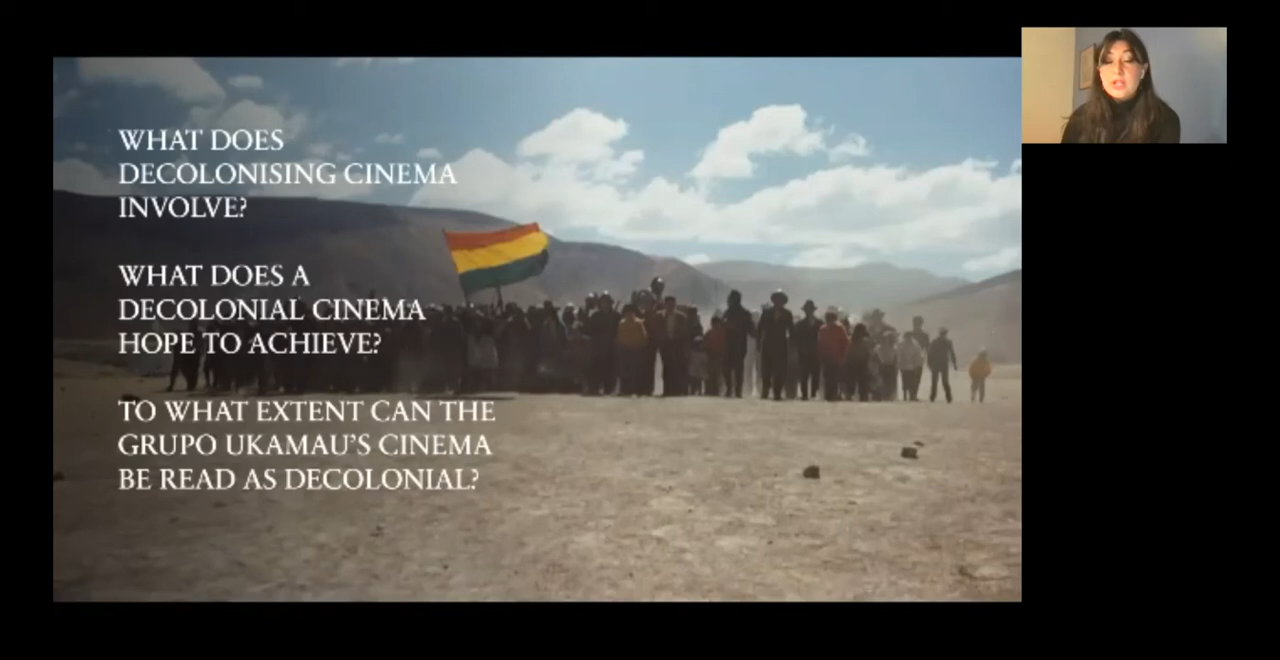 WHAT DOES
DECOLONISING CINEMA
INVOLVE?
WHAT DOES A
DECOLONIAL CINEMA
HOPE TO ACHIEVE?
TO WHAT EXTENT CAN THE
GRUPO UKAMAU'S CINEMA
BE READ AS DECOLONIAL?